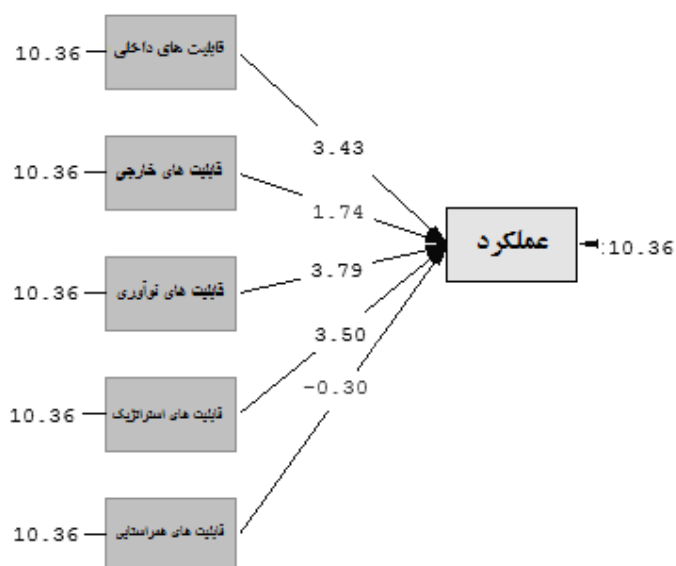 قابلیت های داخلی
10.36
3.43
قابلیت های خارجی
10.36
1.74
عملکرد
10.36
قابلیت های نوآوری
10.36
3.79
3.50
-0.30
قابلیت های استراتژیک
10.36
قابلیت های همراستایی
10.36